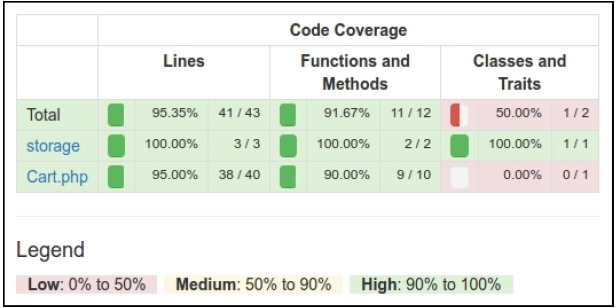 Code Coverage
Lines Functions and Methods Classes and Traits
Total 95.35% 41 / 43 91.67% 11 / 12 50.00% 1 / 2
storage 100.00% 3 / 3 100.00% 2 / 2 100.00% 1 / 1
Cart.php 95.00% 38 / 40 90.00% 9 / 10 0.00% 0 / 1
Legend
Low: 0% to 50% Medium: 50% to 90% High: 90% to 100%